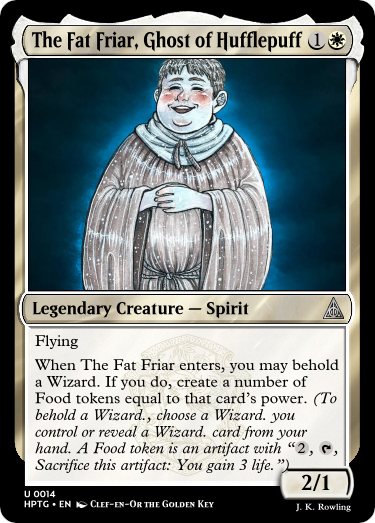 The Fat Friar, Ghost of Hufflepuff 1
Legendary Creature — Spirit
Flying
When The Fat Friar enters, you may behold
a Wizard. If you do, create a number of
Food tokens equal to that card's power. (To
behold a Wizard., choose a Wizard. you
control or reveal a Wizard. card from your
hand. A Food token is an artifact with “2, ,
Sacrifice this artifact: You gain 3 life.”)
2/1
U 0014
HPTG • EN Clef-en-Or the Golden Key
J. K. Rowling